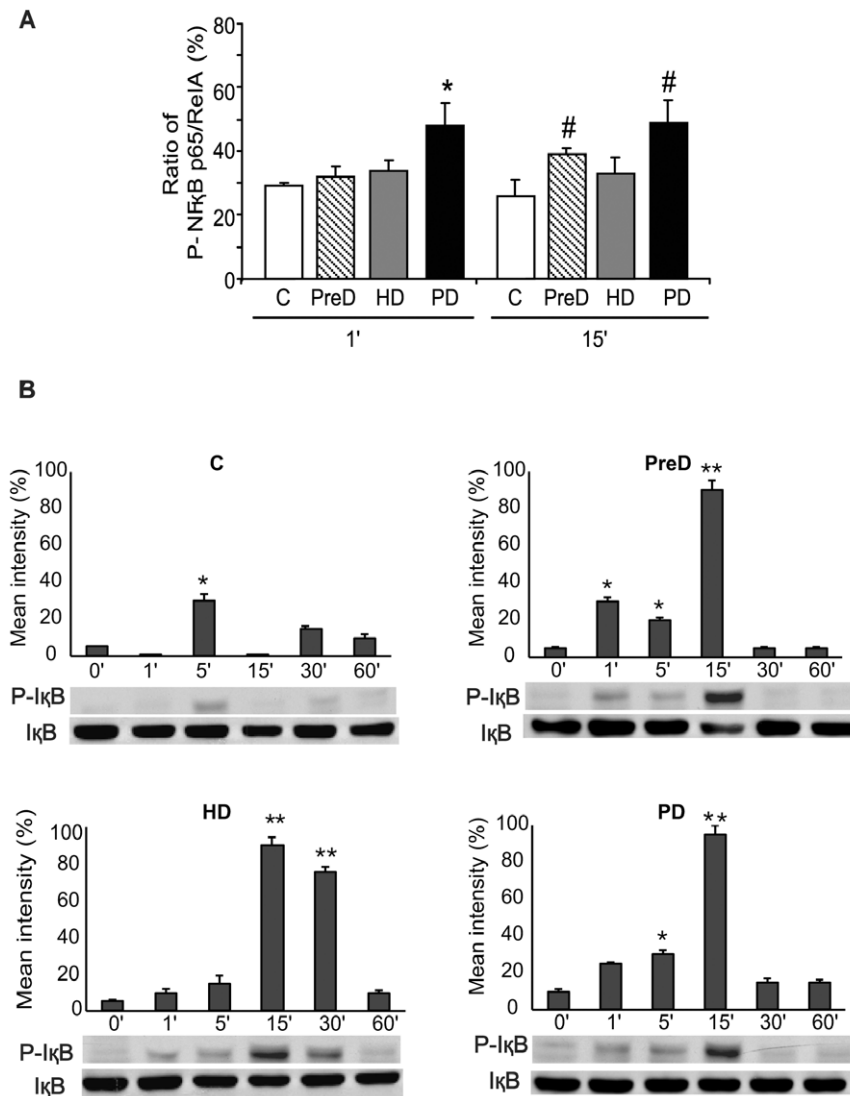 A
Ratio of
P-NFκB p65/RelA (%)
80
60
40
20
0
* # #
C PreD HD PD C PreD HD PD
1' 15'
B
C
Mean intensity (%)
100
80
60
40
20
0
*
0' 1' 5' 15' 30' 60'
P-IκB
IκB
PreD
Mean intensity (%)
100
80
60
40
20
0
* * **
0' 1' 5' 15' 30' 60'
P-IκB
IκB
HD
Mean intensity (%)
100
80
60
40
20
0
** **
0' 1' 5' 15' 30' 60'
P-IκB
IκB
PD
Mean intensity (%)
100
80
60
40
20
0
* **
0' 1' 5' 15' 30' 60'
P-IκB
IκB